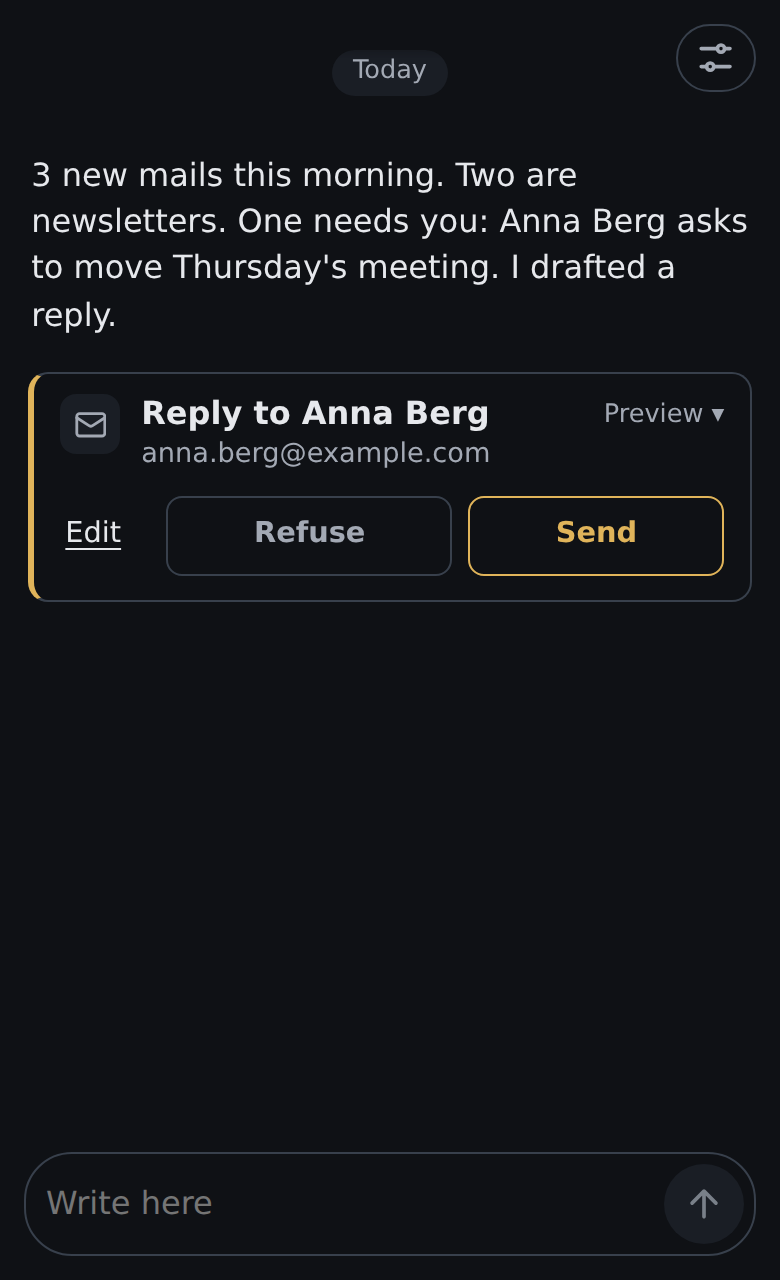 Today
3 new mails this morning. Two are
newsletters. One needs you: Anna Berg asks
to move Thursday's meeting. I drafted a
reply.
Reply to Anna Berg
Preview ▾
anna.berg@example.com
Edit
Refuse
Send
Write here